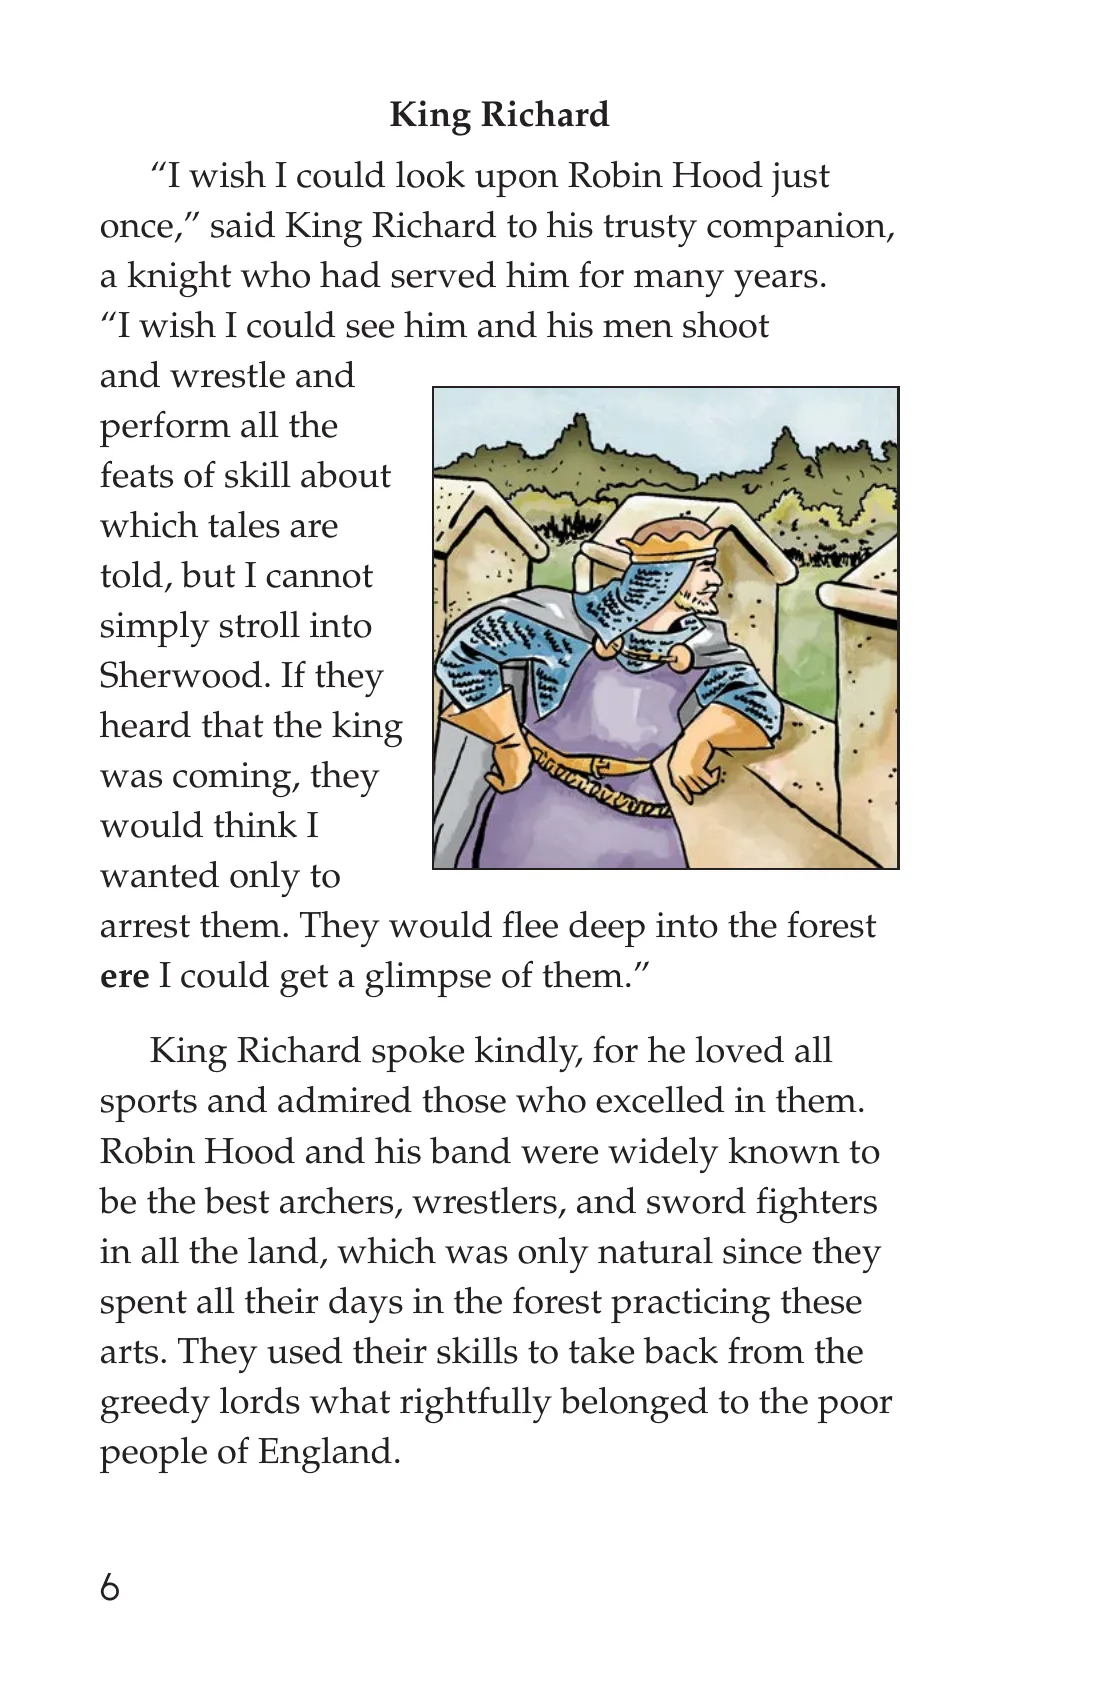 King Richard
“I wish I could look upon Robin Hood just
once,” said King Richard to his trusty companion,
a knight who had served him for many years.
“I wish I could see him and his men shoot
and wrestle and
perform all the
feats of skill about
which tales are
told, but I cannot
simply stroll into
Sherwood. If they
heard that the king
was coming, they
would think I
wanted only to
arrest them. They would flee deep into the forest
ere I could get a glimpse of them.”
King Richard spoke kindly, for he loved all
sports and admired those who excelled in them.
Robin Hood and his band were widely known to
be the best archers, wrestlers, and sword fighters
in all the land, which was only natural since they
spent all their days in the forest practicing these
arts. They used their skills to take back from the
greedy lords what rightfully belonged to the poor
people of England.
6